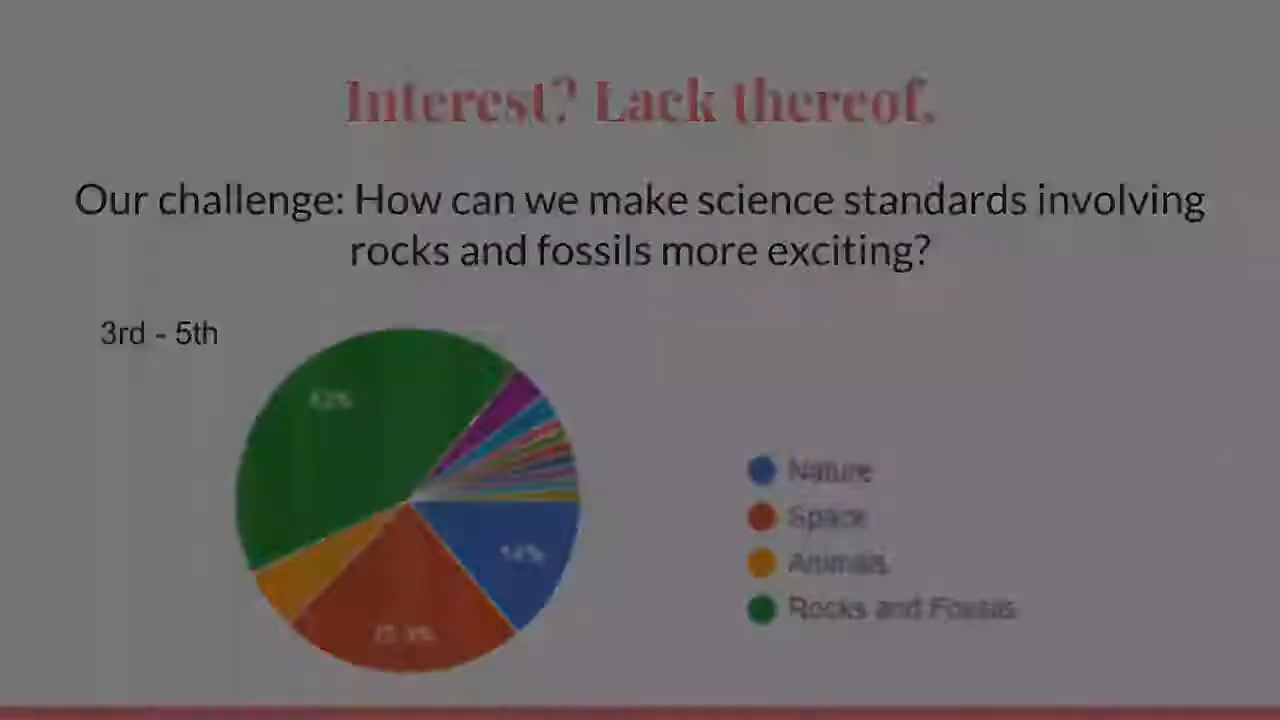 Interest? Lack thereof.
Our challenge: How can we make science standards involving
rocks and fossils more exciting?
3rd - 5th
14%
Nature
Space
Animals
Rocks and Fossils